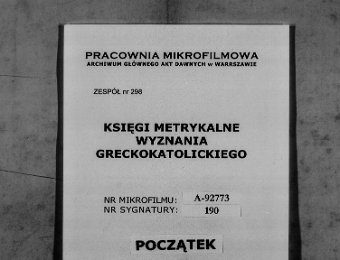 PRACOWNIA MIKROFILMOWA
ARCHIWUM GŁÓWNEGO AKT DAWNYCH w WARSZAWIE
ZESPÓŁ nr 298
KSIĘGI METRYKALNE
WYZNANIA
GRECKOKATOLICKIEGO
NR MIKROFILMU: A-92773
NR SYGNATURY: 190
POCZĄTEK